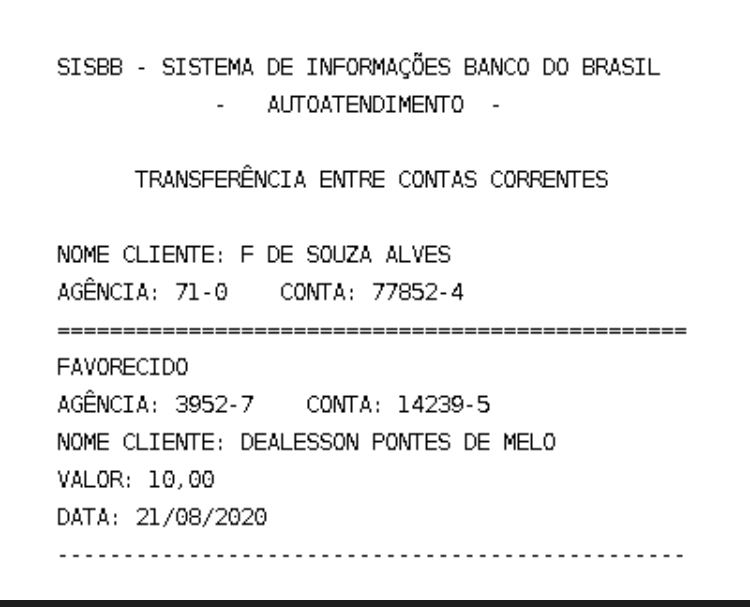 SISBB - SISTEMA DE INFORMAÇÕES BANCO DO BRASIL
- AUTOATENDIMENTO -
TRANSFERÊNCIA ENTRE CONTAS CORRENTES
NOME CLIENTE: F DE SOUZA ALVES
AGÊNCIA: 71-0 CONTA: 77852-4
================================================
FAVORECIDO
AGÊNCIA: 3952-7 CONTA: 14239-5
NOME CLIENTE: DEALESSON PONTES DE MELO
VALOR: 10,00
DATA: 21/08/2020
------------------------------------------------